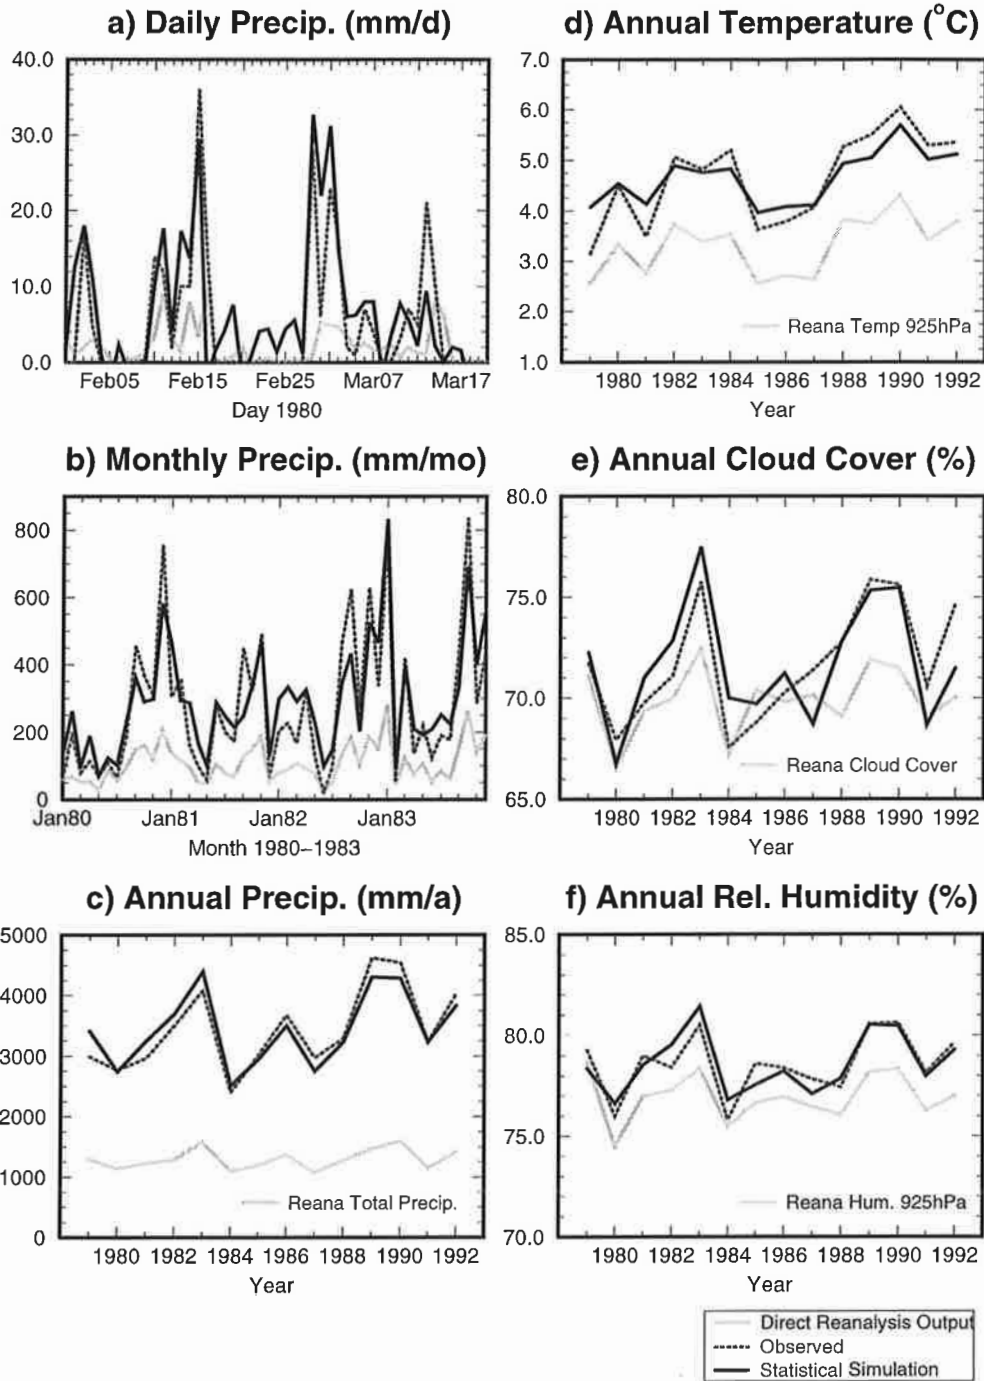 a) Daily Precip. (mm/d)
40.0
30.0
20.0
10.0
0.0
Feb05 Feb15 Feb25 Mar07 Mar17
Day 1980
d) Annual Temperature (°C)
7.0
6.0
5.0
4.0
3.0
2.0
1.0
Reana Temp 925hPa
1980 1982 1984 1986 1988 1990 1992
Year
b) Monthly Precip. (mm/mo)
800
600
400
200
0
Jan80 Jan81 Jan82 Jan83
Month 1980–1983
e) Annual Cloud Cover (%)
80.0
75.0
70.0
65.0
Reana Cloud Cover
1980 1982 1984 1986 1988 1990 1992
Year
c) Annual Precip. (mm/a)
5000
4000
3000
2000
1000
0
Reana Total Precip.
1980 1982 1984 1986 1988 1990 1992
Year
f) Annual Rel. Humidity (%)
85.0
80.0
75.0
70.0
Reana Hum. 925hPa
1980 1982 1984 1986 1988 1990 1992
Year
Direct Reanalysis Output
Observed
Statistical Simulation